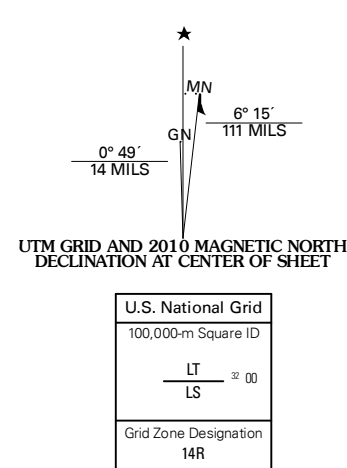 MN
6° 15´
111 MILS
GN
0° 49´
14 MILS
UTM GRID AND 2010 MAGNETIC NORTH
DECLINATION AT CENTER OF SHEET
U.S. National Grid
100,000-m Square ID
LT
32 00
LS
Grid Zone Designation
14R